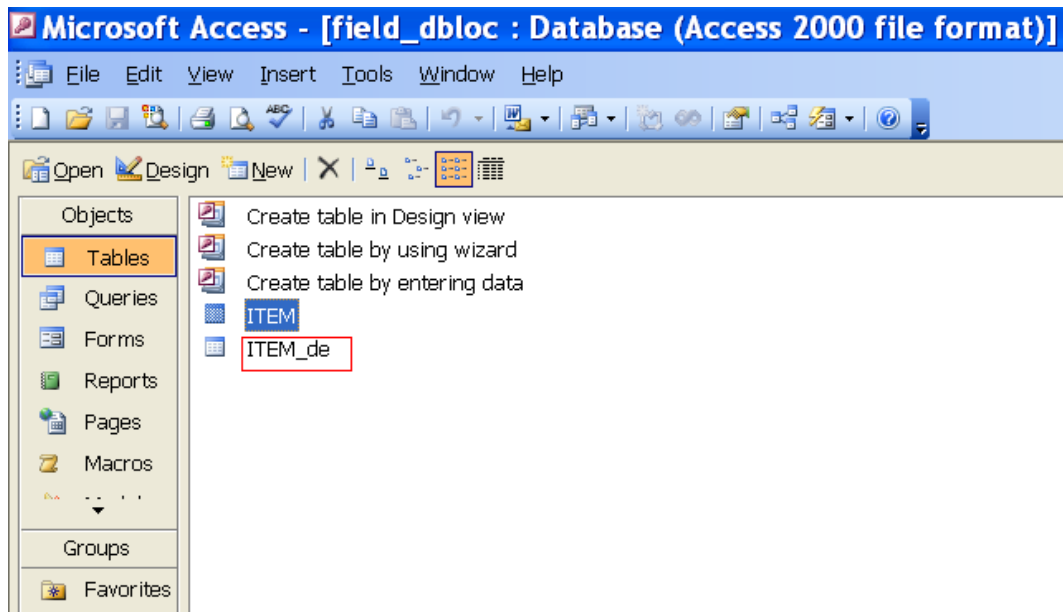 Microsoft Access - [field_dbloc : Database (Access 2000 file format)]
File Edit View Insert Tools Window Help
ABC W
Open Design New
Objects
Tables
Queries
Forms
Reports
Pages
Macros
Groups
Favorites
Create table in Design view
Create table by using wizard
Create table by entering data
ITEM
ITEM_de